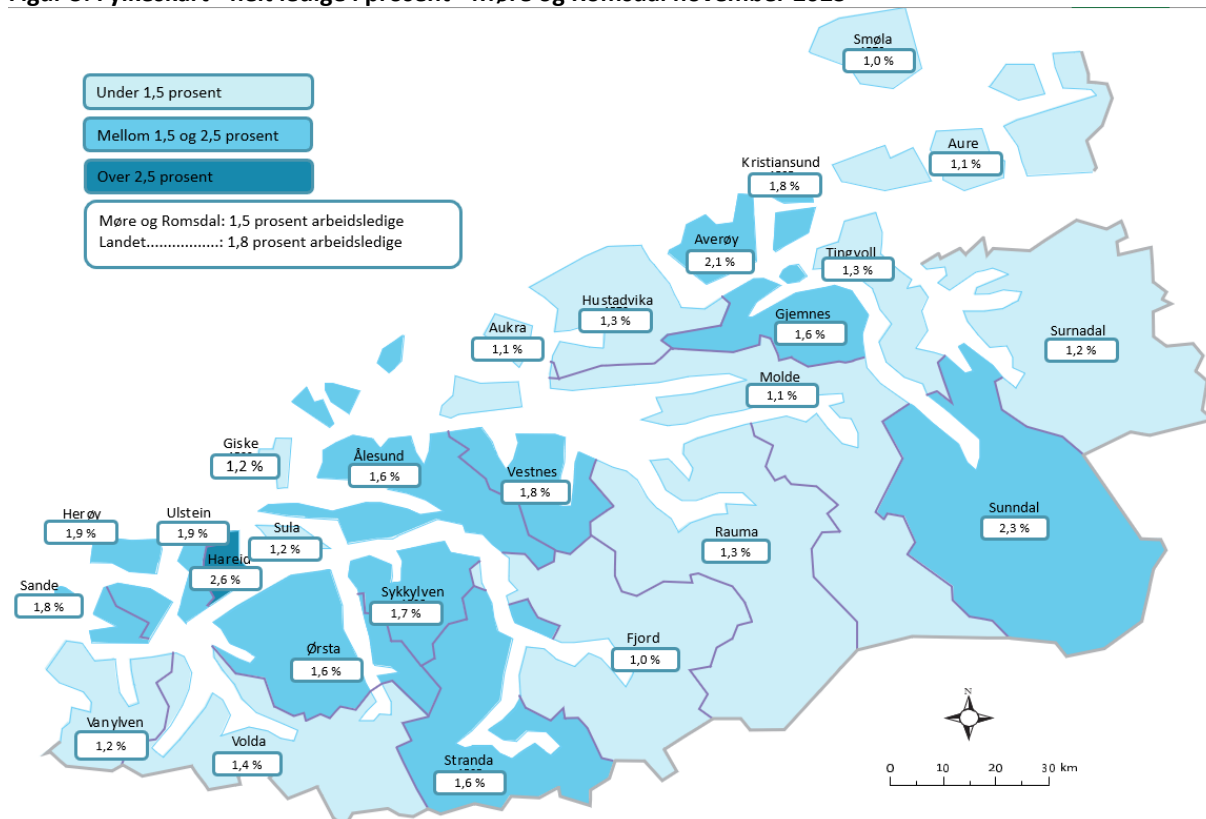 Smøla
1,0 %
Under 1,5 prosent
Mellom 1,5 og 2,5 prosent
Over 2,5 prosent
Møre og Romsdal: 1,5 prosent arbeidsledige
Landet.................: 1,8 prosent arbeidsledige
Aure
1,1 %
Kristiansund
1,8 %
Averøy
2,1 %
Tingvoll
1,3 %
Hustadvika
1,3 %
Gjemnes
1,6 %
Aukra
1,1 %
Surnadal
1,2 %
Molde
1,1 %
Giske
1,2 %
Ålesund
1,6 %
Vestnes
1,8 %
Sunndal
2,3 %
Herøy
1,9 %
Ulstein
1,9 %
Sula
1,2 %
Rauma
1,3 %
Hareid
2,6 %
Sande
1,8 %
Sykkylven
1,7 %
Fjord
1,0 %
Ørsta
1,6 %
Vanylven
1,2 %
Volda
1,4 %
Stranda
1,6 %
N
0 10 20 30 km